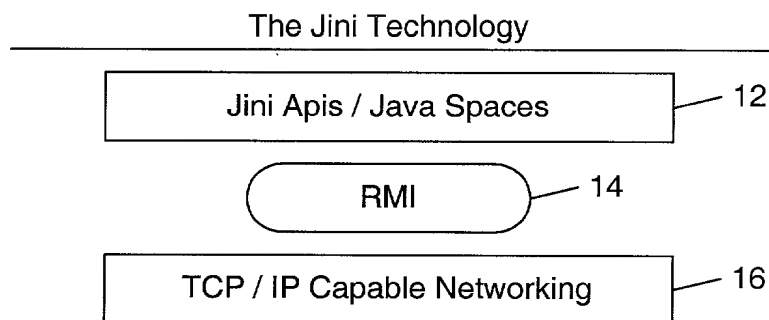 The Jini Technology
Jini Apis / Java Spaces
12
RMI
14
TCP / IP Capable Networking
16